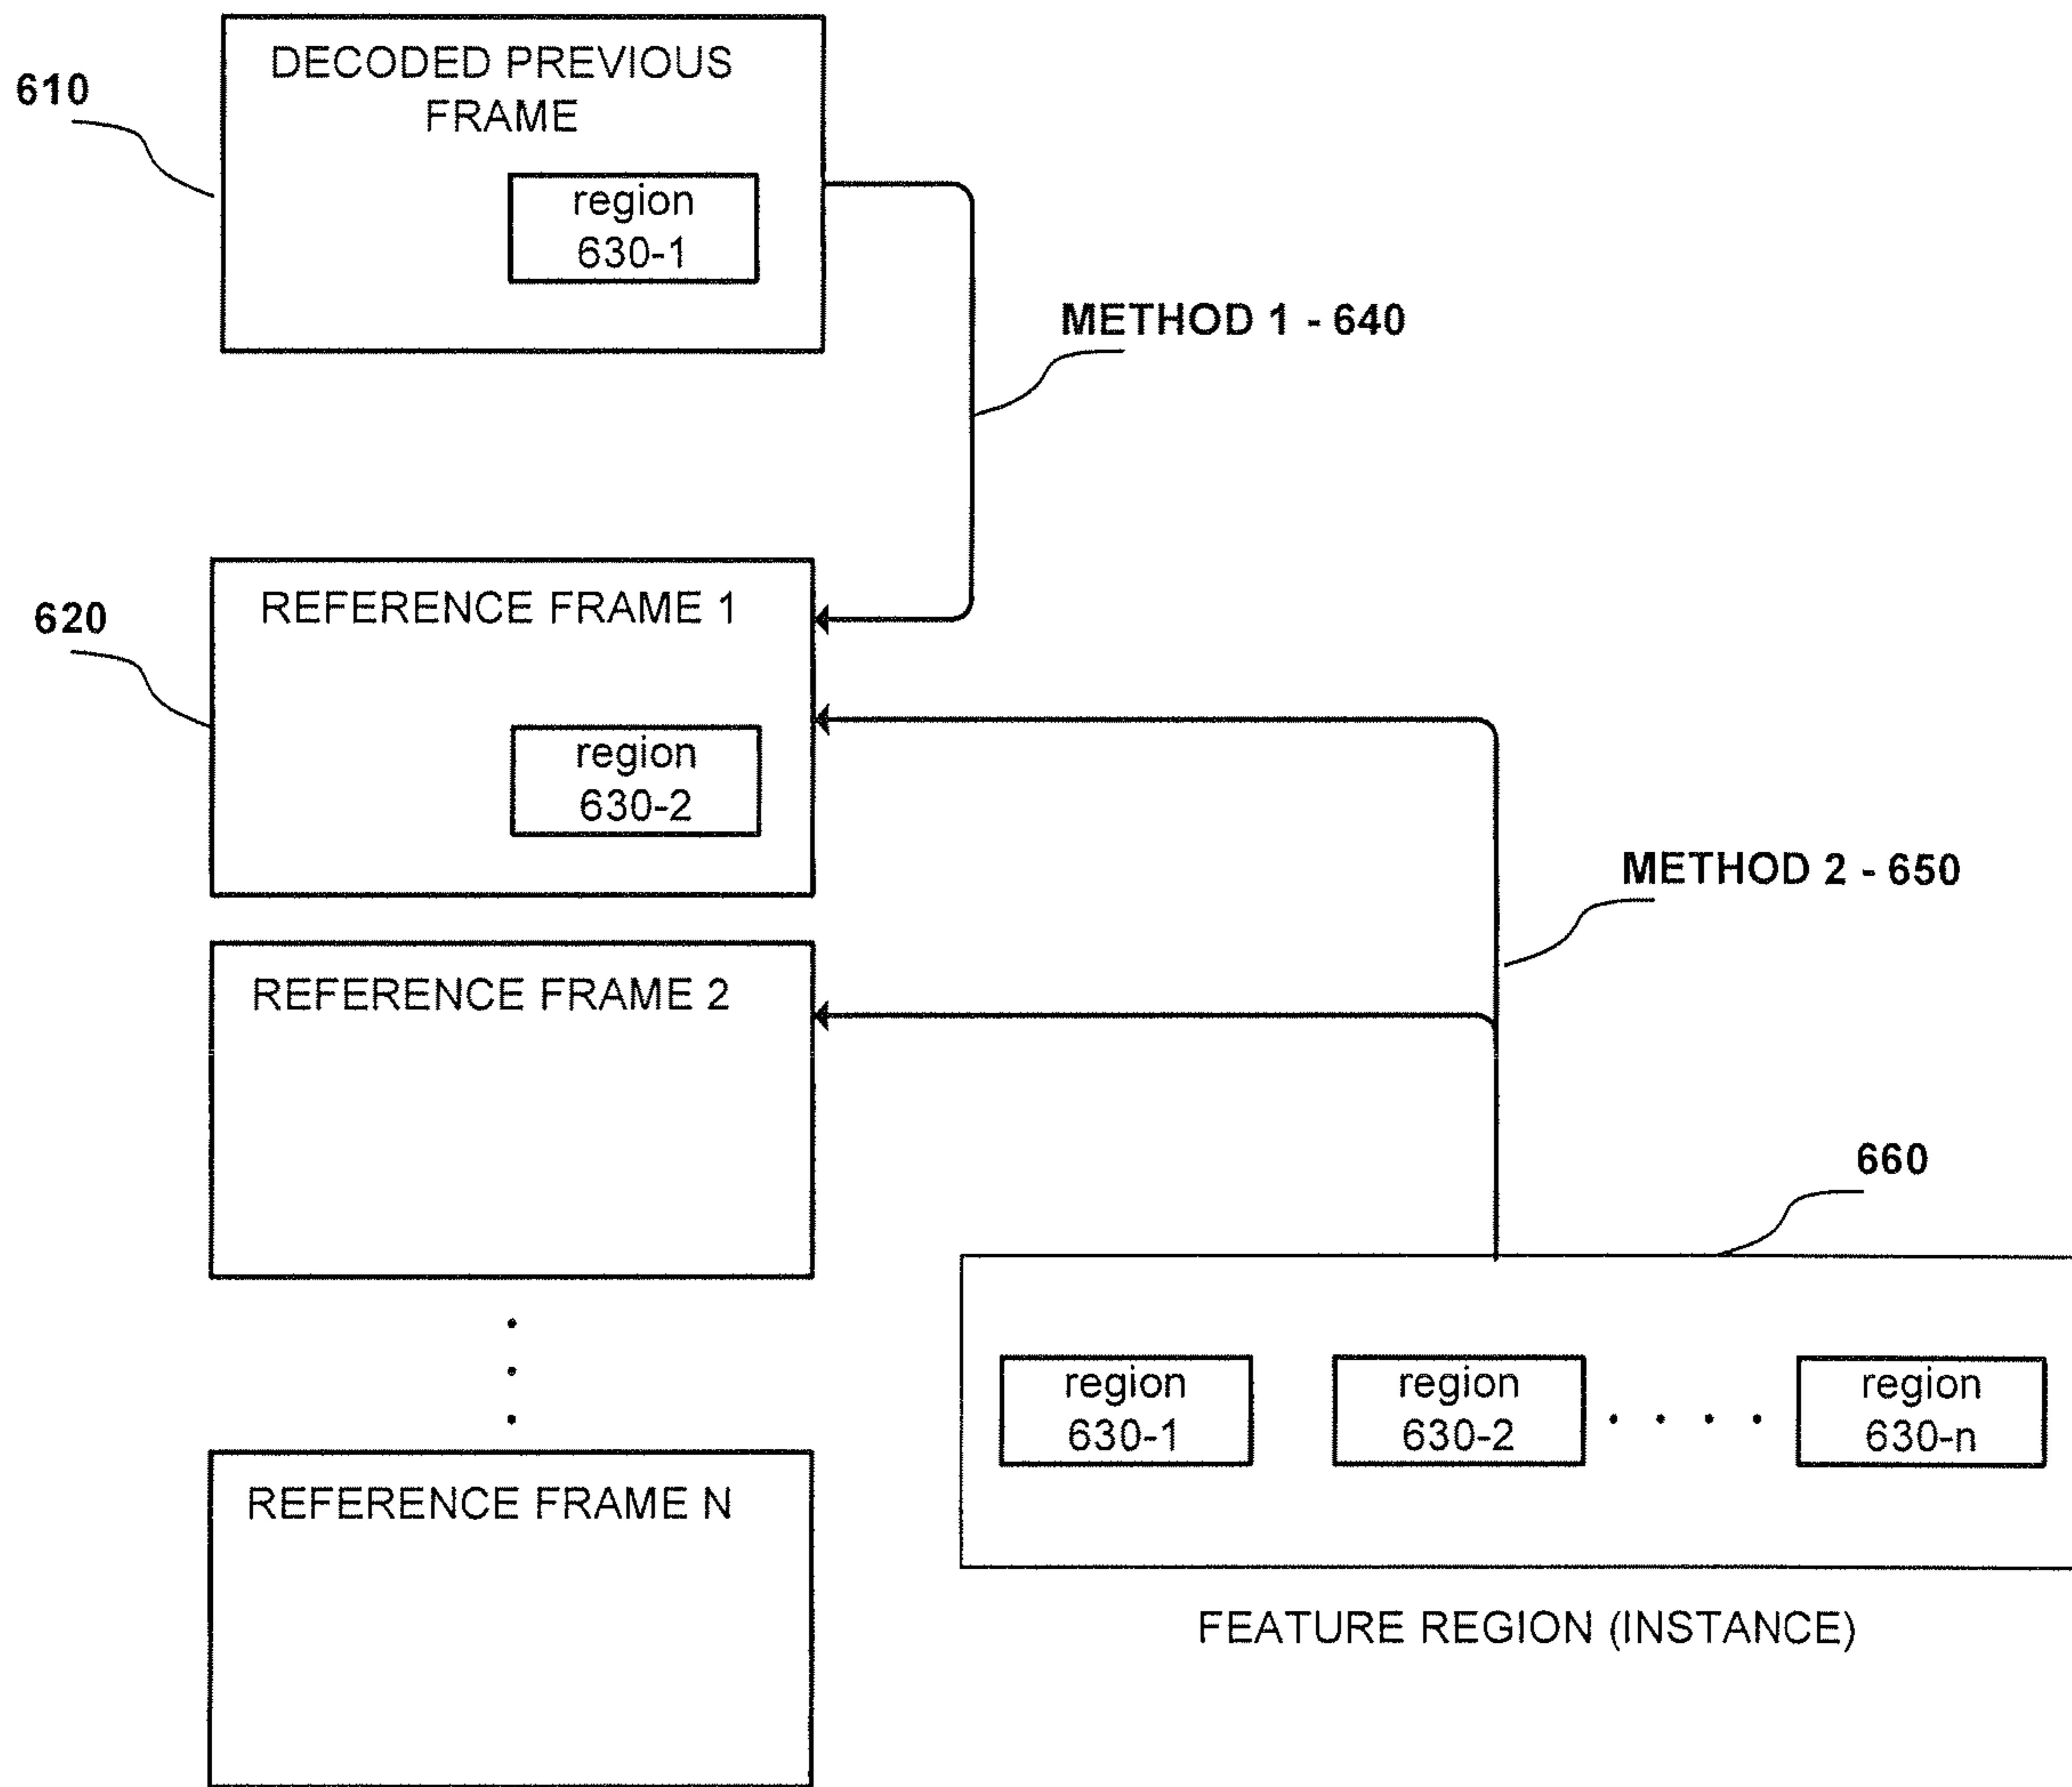 DECODED PREVIOUS
FRAME
610
region
630-1
METHOD 1 - 640
REFERENCE FRAME 1
620
region
630-2
METHOD 2 - 650
REFERENCE FRAME 2
660
region
630-1
region
630-2
. . . .
region
630-n
REFERENCE FRAME N
FEATURE REGION (INSTANCE)